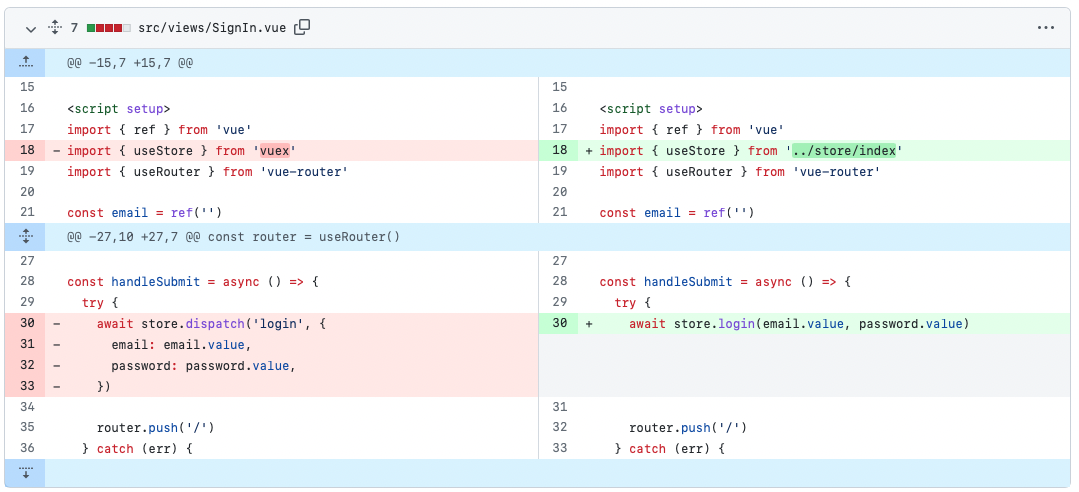 7 src/views/SignIn.vue
@@ -15,7 +15,7 @@
15
16 <script setup>
17 import { ref } from 'vue'
18 - import { useStore } from 'vuex'
19 import { useRouter } from 'vue-router'
20
21 const email = ref('')
15
16 <script setup>
17 import { ref } from 'vue'
18 + import { useStore } from '../store/index'
19 import { useRouter } from 'vue-router'
20
21 const email = ref('')
@@ -27,10 +27,7 @@ const router = useRouter()
27
28 const handleSubmit = async () => {
29 try {
30 - await store.dispatch('login', {
31 - email: email.value,
32 - password: password.value,
33 - })
34
35 router.push('/')
36 } catch (err) {
27
28 const handleSubmit = async () => {
29 try {
30 + await store.login(email.value, password.value)
31
32 router.push('/')
33 } catch (err) {